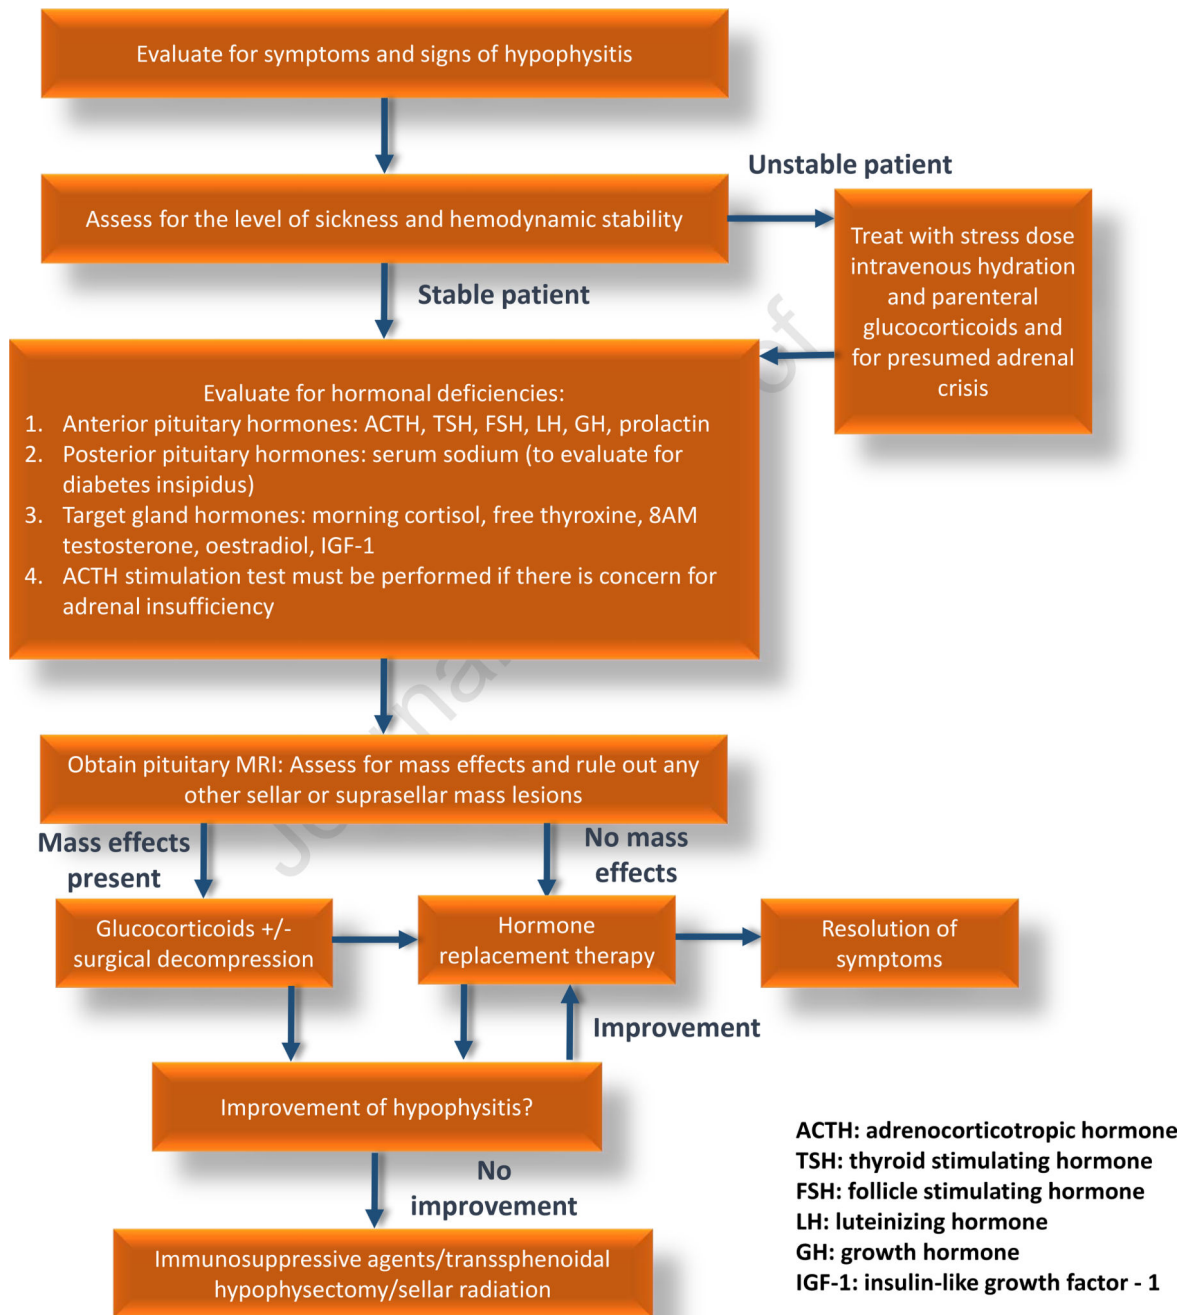 Evaluate for symptoms and signs of hypophysitis
Unstable patient
Assess for the level of sickness and hemodynamic stability
Treat with stress dose
intravenous hydration
and parenteral
glucocorticoids and
for presumed adrenal
crisis
Stable patient
Evaluate for hormonal deficiencies:
1. Anterior pituitary hormones: ACTH, TSH, FSH, LH, GH, prolactin
2. Posterior pituitary hormones: serum sodium (to evaluate for
diabetes insipidus)
3. Target gland hormones: morning cortisol, free thyroxine, 8AM
testosterone, oestradiol, IGF-1
4. ACTH stimulation test must be performed if there is concern for
adrenal insufficiency
Obtain pituitary MRI: Assess for mass effects and rule out any
other sellar or suprasellar mass lesions
Mass effects
present
No mass
effects
Glucocorticoids +/-
surgical decompression
Hormone
replacement therapy
Resolution of
symptoms
Improvement
Improvement of hypophysitis?
No
improvement
Immunosuppressive agents/transsphenoidal
hypophysectomy/sellar radiation
ACTH: adrenocorticotropic hormone
TSH: thyroid stimulating hormone
FSH: follicle stimulating hormone
LH: luteinizing hormone
GH: growth hormone
IGF-1: insulin-like growth factor - 1